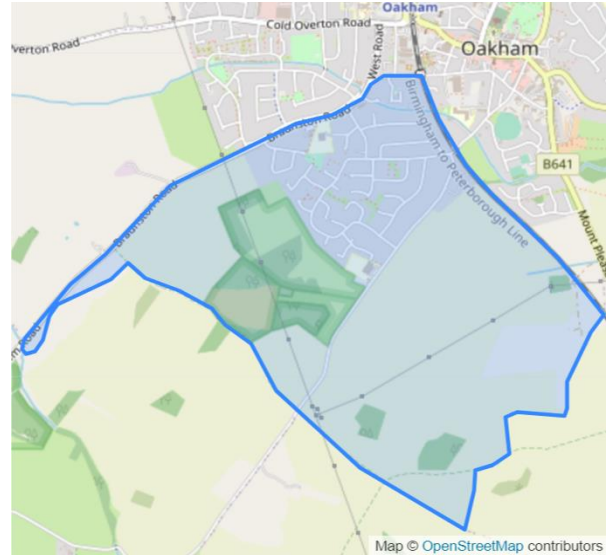 Oakham
Cold Overton Road
Overton Road
West Road
Oakham
Braunston Road
Birmingham to Peterborough Line
B641
Braunston Road
Mount Pleas
m Road
Map © OpenStreetMap contributors